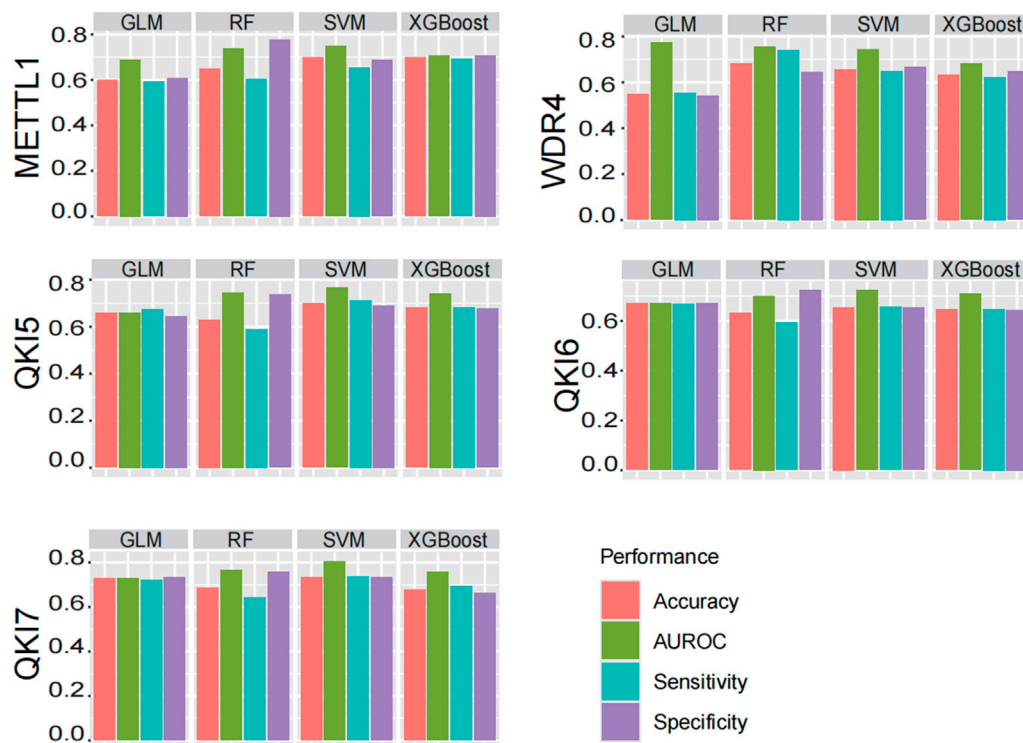 GLM RF SVM XGBoost
METTL1
0.8
0.6
0.4
0.2
0.0
GLM RF SVM XGBoost
WDR4
0.8
0.6
0.4
0.2
0.0
GLM RF SVM XGBoost
QKI5
0.8
0.6
0.4
0.2
0.0
GLM RF SVM XGBoost
QKI6
0.6
0.4
0.2
0.0
GLM RF SVM XGBoost
QKI7
0.8
0.6
0.4
0.2
0.0
Performance
Accuracy
AUROC
Sensitivity
Specificity